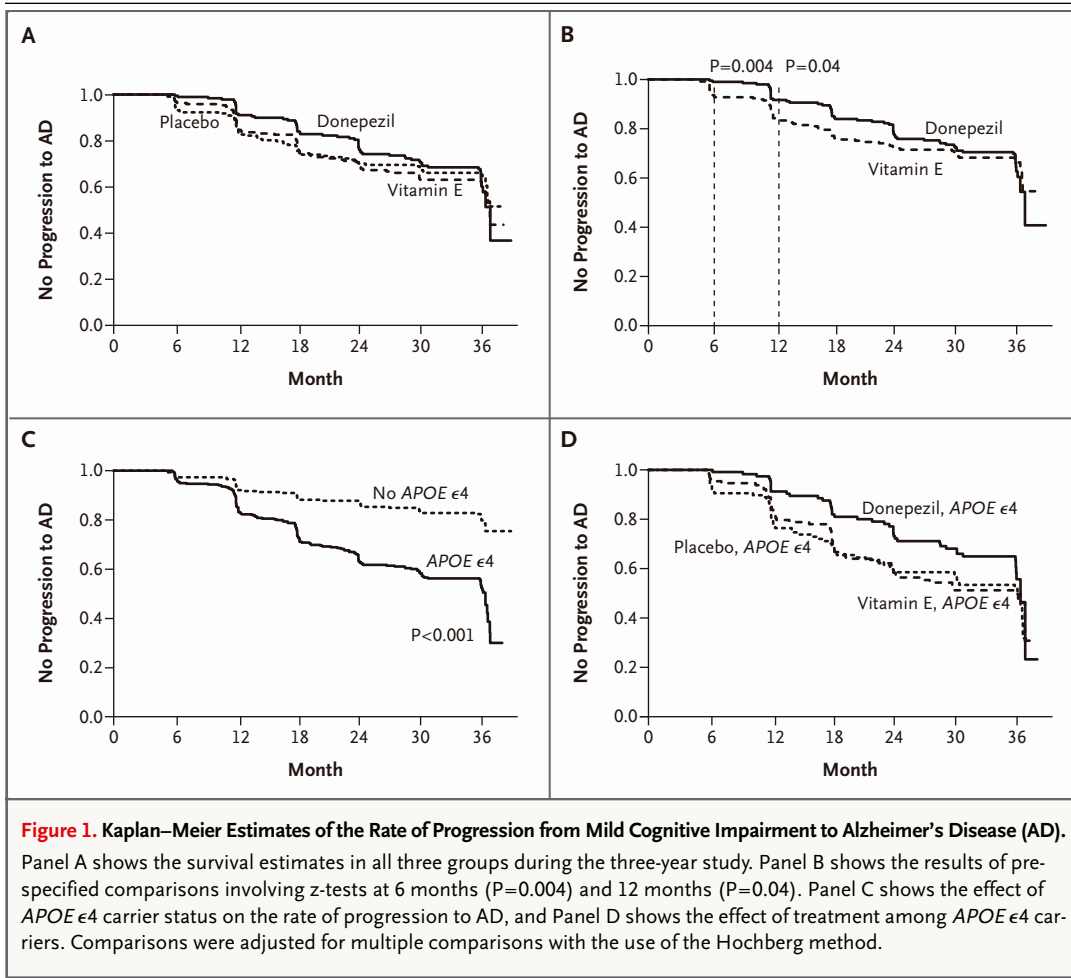 A
1.0
0.8
0.6
0.4
0.2
0.0
No Progression to AD
Placebo
Donepezil
Vitamin E
0 6 12 18 24 30 36
Month
B
P=0.004 P=0.04
1.0
0.8
0.6
0.4
0.2
0.0
No Progression to AD
Donepezil
Vitamin E
0 6 12 18 24 30 36
Month
C
1.0
0.8
0.6
0.4
0.2
0.0
No Progression to AD
No APOE ϵ4
APOE ϵ4
P<0.001
0 6 12 18 24 30 36
Month
D
1.0
0.8
0.6
0.4
0.2
0.0
No Progression to AD
Donepezil, APOE ϵ4
Placebo, APOE ϵ4
Vitamin E, APOE ϵ4
0 6 12 18 24 30 36
Month
Figure 1. Kaplan–Meier Estimates of the Rate of Progression from Mild Cognitive Impairment to Alzheimer's Disease (AD).
Panel A shows the survival estimates in all three groups during the three-year study. Panel B shows the results of pre-
specified comparisons involving z-tests at 6 months (P=0.004) and 12 months (P=0.04). Panel C shows the effect of
APOE ϵ4 carrier status on the rate of progression to AD, and Panel D shows the effect of treatment among APOE ϵ4 car-
riers. Comparisons were adjusted for multiple comparisons with the use of the Hochberg method.